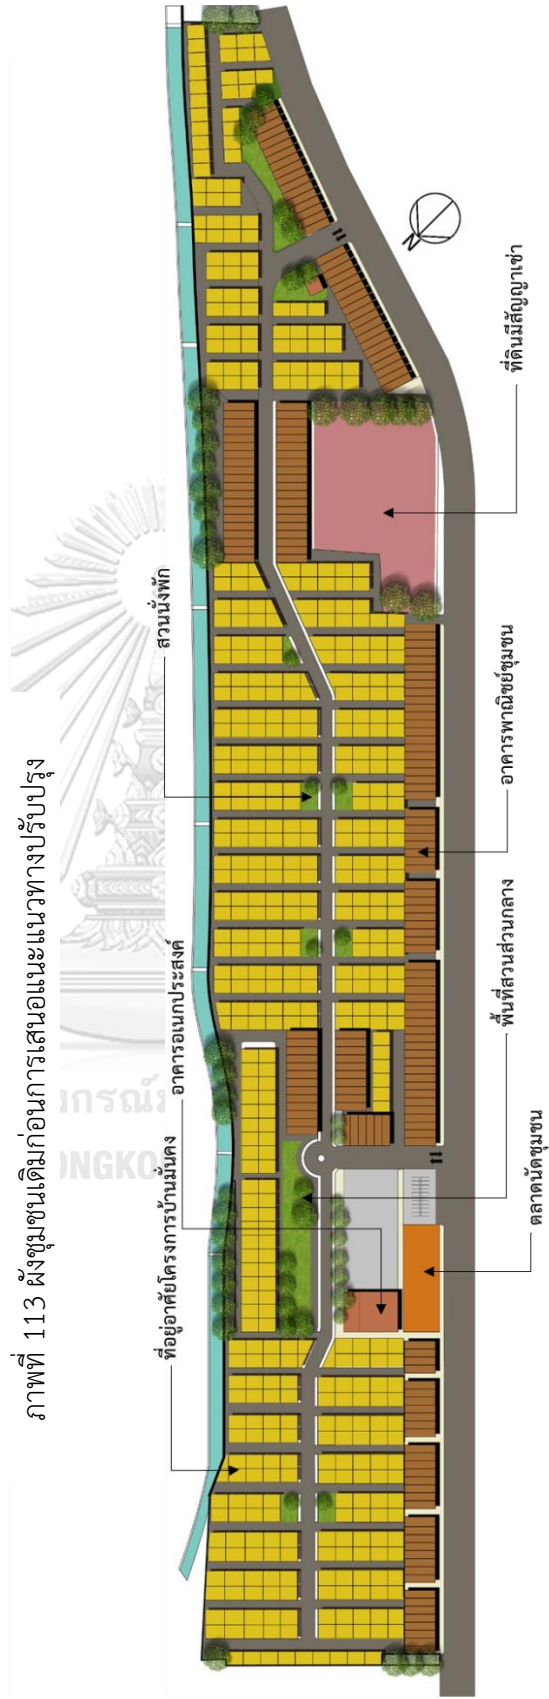 ภาพที่ 113 ผังชุมชนเดิมก่อนการเสนอแนะแนวทางปรับปรุง
ที่อยู่อาศัยโครงการบ้านมั่นคง
อาคารอเนกประสงค์
สวนนั่งพัก
N
ตลาดนัดชุมชน
พื้นที่สวนส่วนกลาง
อาคารพาณิชย์ชุมชน
ที่ดินมีสัญญาเช่า